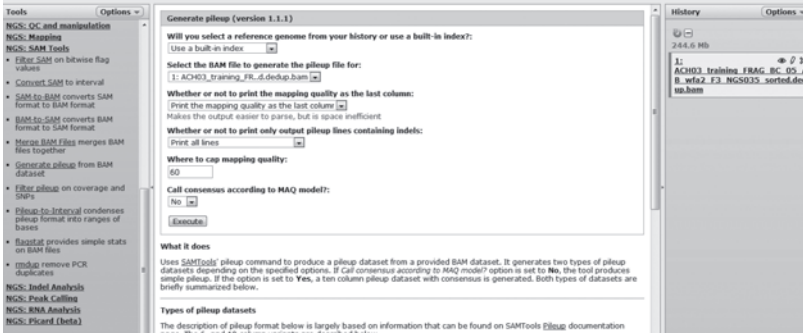 Tools
Options
NGS: QC and manipulation
NGS: Mapping
NGS: SAM Tools
• Filter SAM on bitwise flag
values
• Convert SAM to interval
• SAM-to-BAM converts SAM
format to BAM format
• BAM-to-SAM converts BAM
format to SAM format
• Merge BAM Files merges BAM
files together
• Generate pileup from BAM
dataset
• Filter pileup on coverage and
SNPs
• Pileup-to-Interval condenses
pileup format into ranges of
bases
• flagstat provides simple stats
on BAM files
• rmdup remove PCR
duplicates
NGS: Indel Analysis
NGS: Peak Calling
NGS: RNA Analysis
NGS: Picard (beta)
Generate pileup (version 1.1.1)
Will you select a reference genome from your history or use a built-in index?:
Use a built-in index
Select the BAM file to generate the pileup file for:
1: ACH03_training_FR..d.dedup.bam
Whether or not to print the mapping quality as the last column:
Print the mapping quality as the last column
Makes the output easier to parse, but is space inefficient
Whether or not to print only output pileup lines containing indels:
Print all lines
Where to cap mapping quality:
60
Call consensus according to MAQ model?:
No
Execute
What it does
Uses SAMTools' pileup command to produce a pileup dataset from a provided BAM dataset. It generates two types of pileup
datasets depending on the specified options. If Call consensus according to MAQ model? option is set to No, the tool produces
simple pileup. If the option is set to Yes, a ten column pileup dataset with consensus is generated. Both types of datasets are
briefly summarized below.
Types of pileup datasets
The description of pileup format below is largely based on information that can be found on SAMTools Pileup documentation
History
Options
244.6 Mb
1:
ACH03_training_FRAG_BC_05_
B_wfa2_F3_NGS035_sorted.de
up.bam